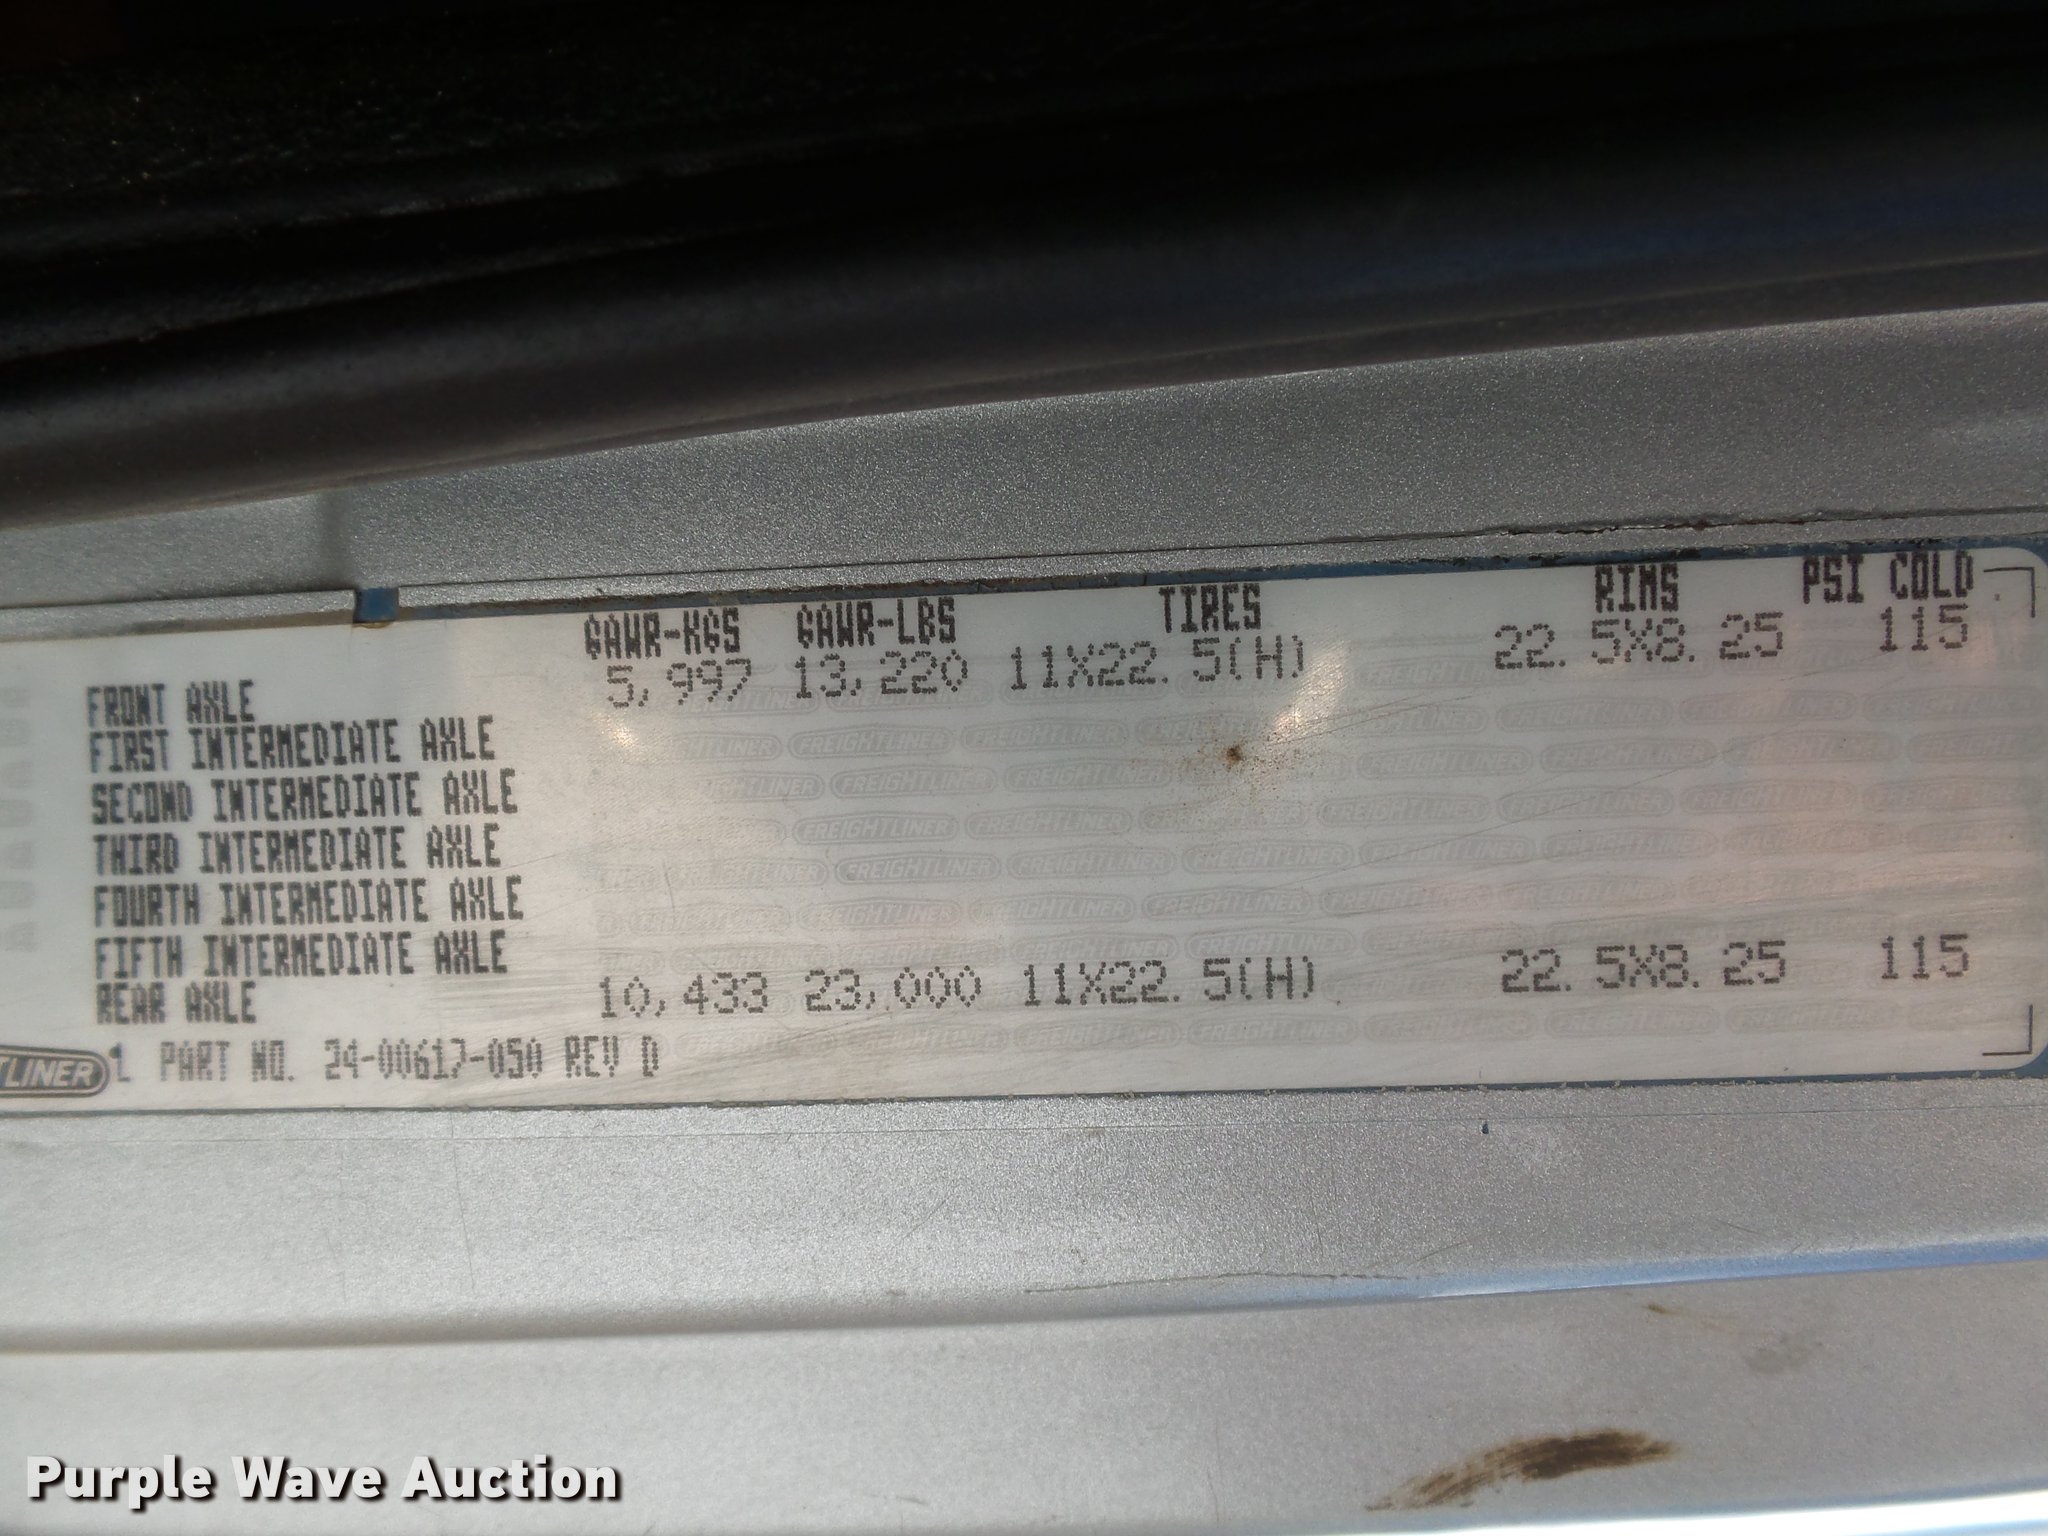 GAWR-KGS GAWR-LBS TIRES RIMS PSI COLD
FRONT AXLE 5,997 13,220 11X22.5(H) 22.5X8.25 115
FIRST INTERMEDIATE AXLE
SECOND INTERMEDIATE AXLE
THIRD INTERMEDIATE AXLE
FOURTH INTERMEDIATE AXLE
FIFTH INTERMEDIATE AXLE
REAR AXLE 10,433 23,000 11X22.5(H) 22.5X8.25 115
TLINER 1 PART NO. 24-00617-050 REV D
Purple Wave Auction